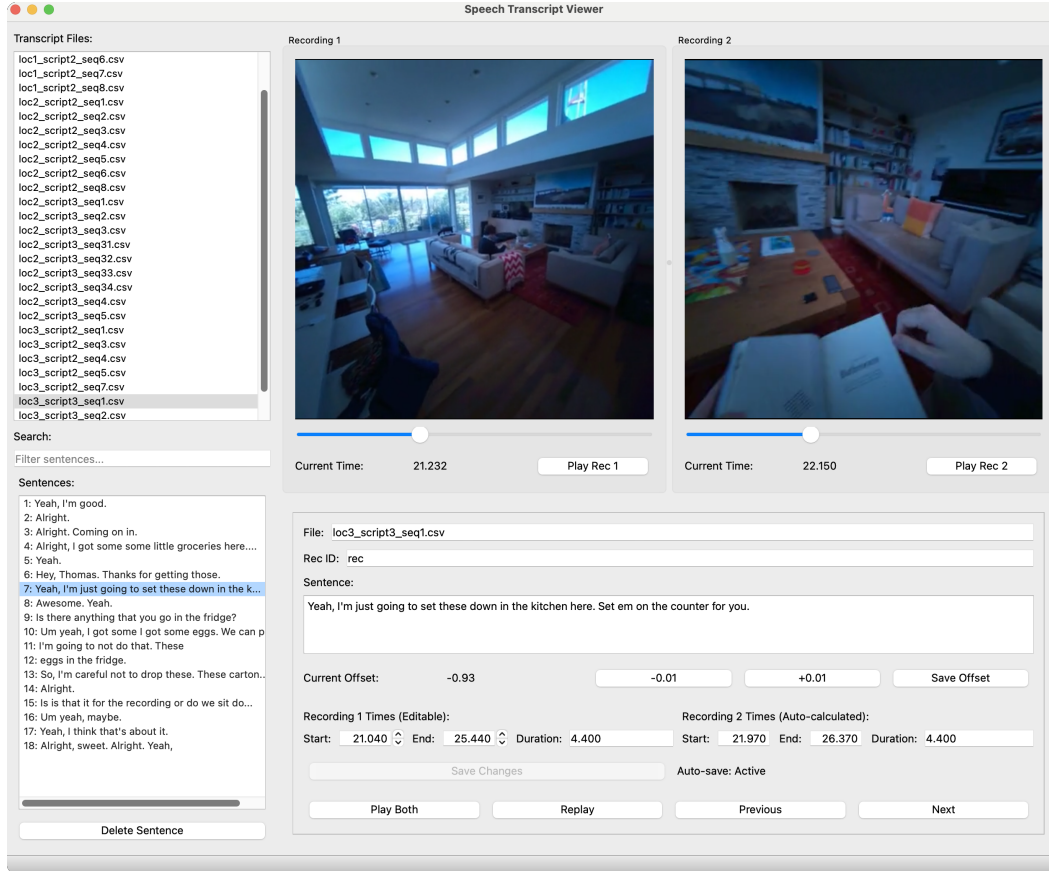 Speech Transcript Viewer
Transcript Files:
loc1_script2_seq6.csv
loc1_script2_seq7.csv
loc1_script2_seq8.csv
loc2_script2_seq1.csv
loc2_script2_seq2.csv
loc2_script2_seq3.csv
loc2_script2_seq4.csv
loc2_script2_seq5.csv
loc2_script2_seq6.csv
loc2_script2_seq8.csv
loc2_script3_seq1.csv
loc2_script3_seq2.csv
loc2_script3_seq3.csv
loc2_script3_seq31.csv
loc2_script3_seq32.csv
loc2_script3_seq33.csv
loc2_script3_seq34.csv
loc2_script3_seq4.csv
loc2_script3_seq5.csv
loc3_script2_seq1.csv
loc3_script2_seq3.csv
loc3_script2_seq4.csv
loc3_script2_seq5.csv
loc3_script2_seq7.csv
loc3_script3_seq1.csv
loc3_script3_seq2.csv
Search:
Filter sentences...
Sentences:
1: Yeah, I'm good.
2: Alright.
3: Alright. Coming on in.
4: Alright, I got some some little groceries here....
5: Yeah.
6: Hey, Thomas. Thanks for getting those.
7: Yeah, I'm just going to set these down in the k...
8: Awesome. Yeah.
9: Is there anything that you go in the fridge?
10: Um yeah, I got some I got some eggs. We can p
11: I'm going to not do that. These
12: eggs in the fridge.
13: So, I'm careful not to drop these. These carton..
14: Alright.
15: Is is that it for the recording or do we sit do...
16: Um yeah, maybe.
17: Yeah, I think that's about it.
18: Alright, sweet. Alright. Yeah,
Delete Sentence
Recording 1
Current Time: 21.232 Play Rec 1
Recording 2
Current Time: 22.150 Play Rec 2
File: loc3_script3_seq1.csv
Rec ID: rec
Sentence:
Yeah, I'm just going to set these down in the kitchen here. Set em on the counter for you.
Current Offset: -0.93 -0.01 +0.01 Save Offset
Recording 1 Times (Editable): Recording 2 Times (Auto-calculated):
Start: 21.040 End: 25.440 Duration: 4.400 Start: 21.970 End: 26.370 Duration: 4.400
Save Changes Auto-save: Active
Play Both Replay Previous Next